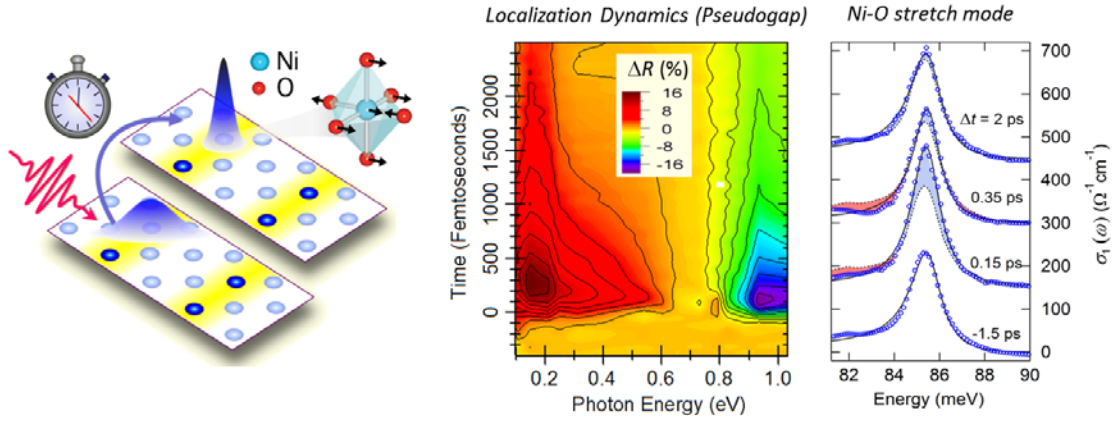 Localization Dynamics (Pseudogap)
Ni-O stretch mode
Ni
O
ΔR (%)
16
8
0
-8
-16
Time (Femtoseconds)
2000
1500
1000
500
0
0.2 0.4 0.6 0.8 1.0
Photon Energy (eV)
Δt = 2 ps
0.35 ps
0.15 ps
-1.5 ps
700
600
500
400
300
200
100
0
σ₁ (ω) (Ω⁻¹cm⁻¹)
82 84 86 88 90
Energy (meV)